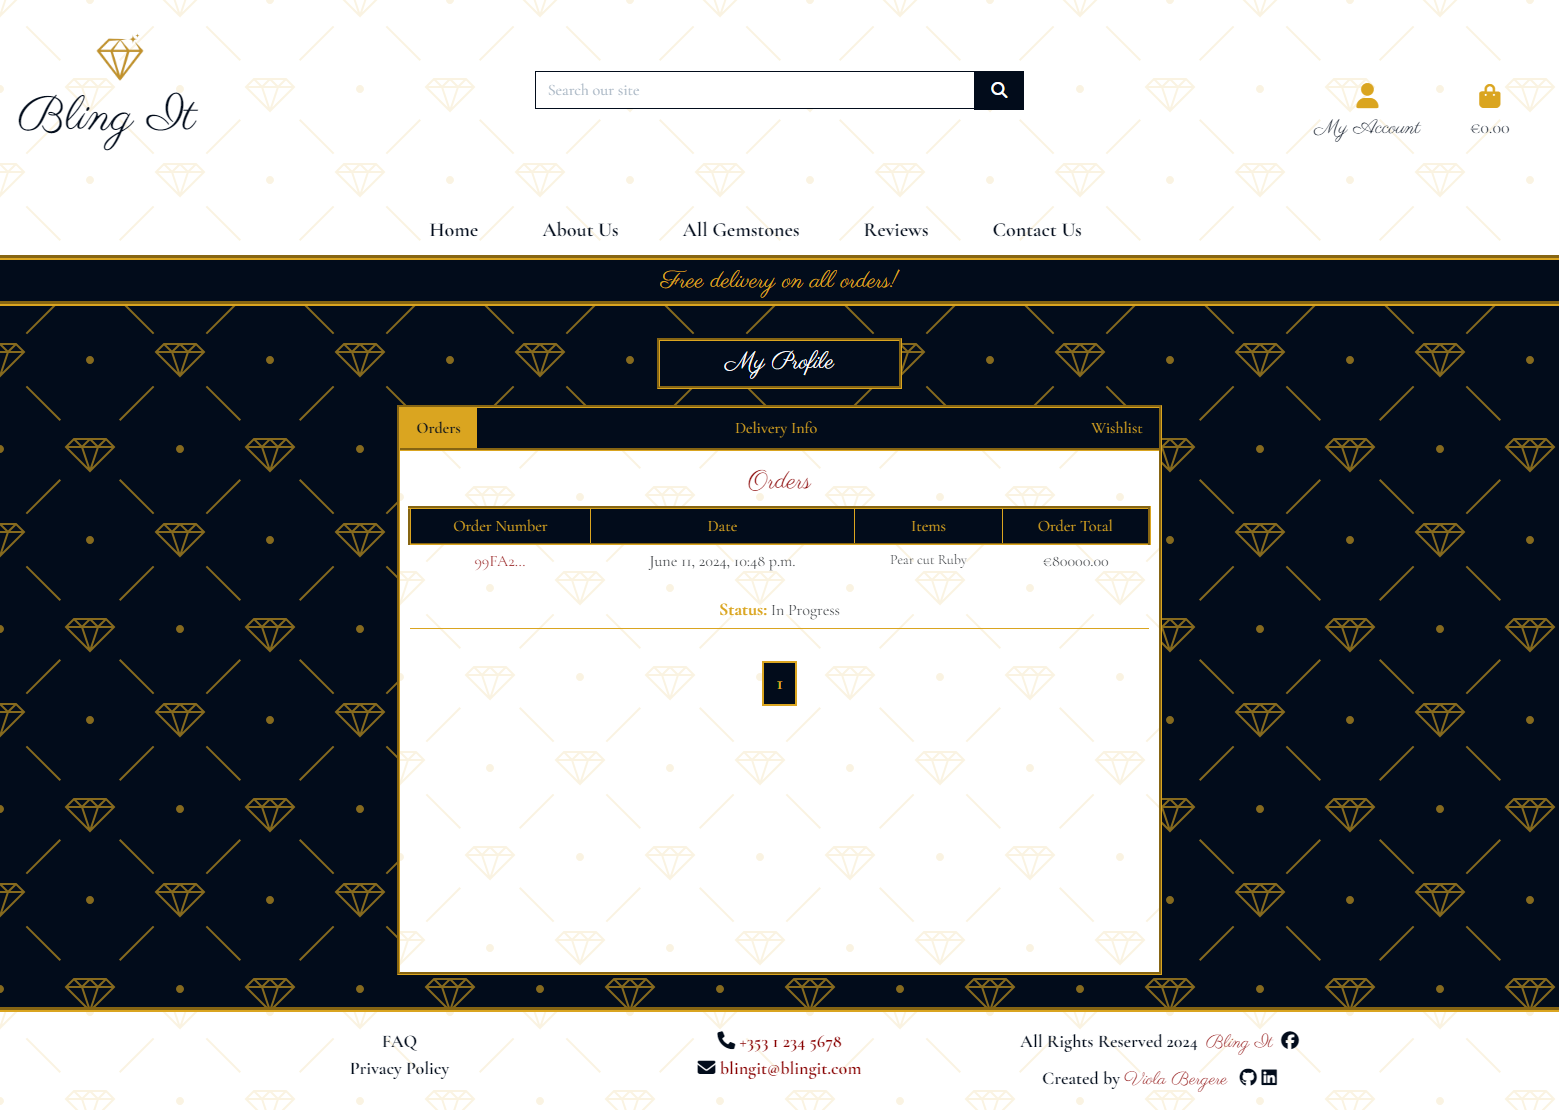 Bling It
Search our site
My Account
€0.00
Home About Us All Gemstones Reviews Contact Us
Free delivery on all orders!
My Profile
Orders Delivery Info Wishlist
Orders
Order Number Date Items Order Total
99FA2... June 11, 2024, 10:48 p.m. Pear cut Ruby €80000.00
Status: In Progress
1
FAQ
Privacy Policy
+353 1 234 5678
blingit@blingit.com
All Rights Reserved 2024 Bling It
Created by Viola Bergere